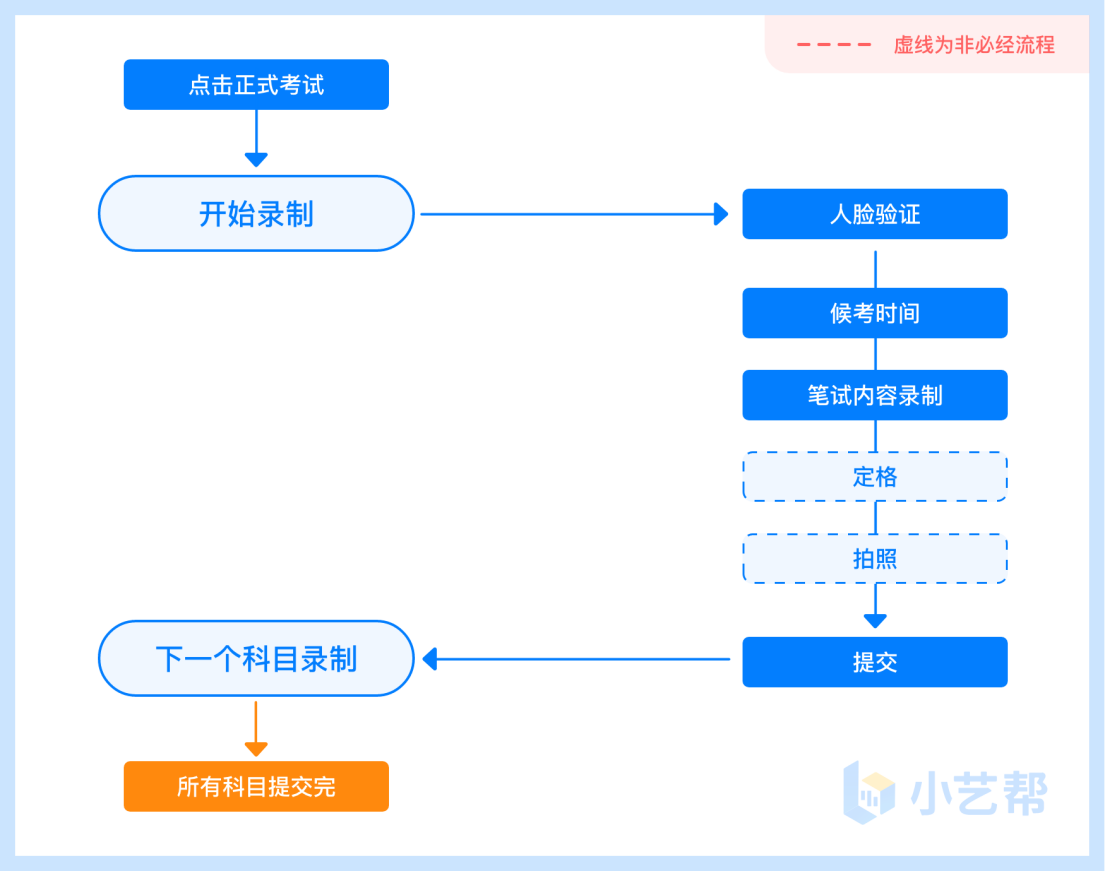 虚线为非必经流程
点击正式考试
开始录制
人脸验证
候考时间
笔试内容录制
定格
拍照
提交
下一个科目录制
所有科目提交完
小艺帮